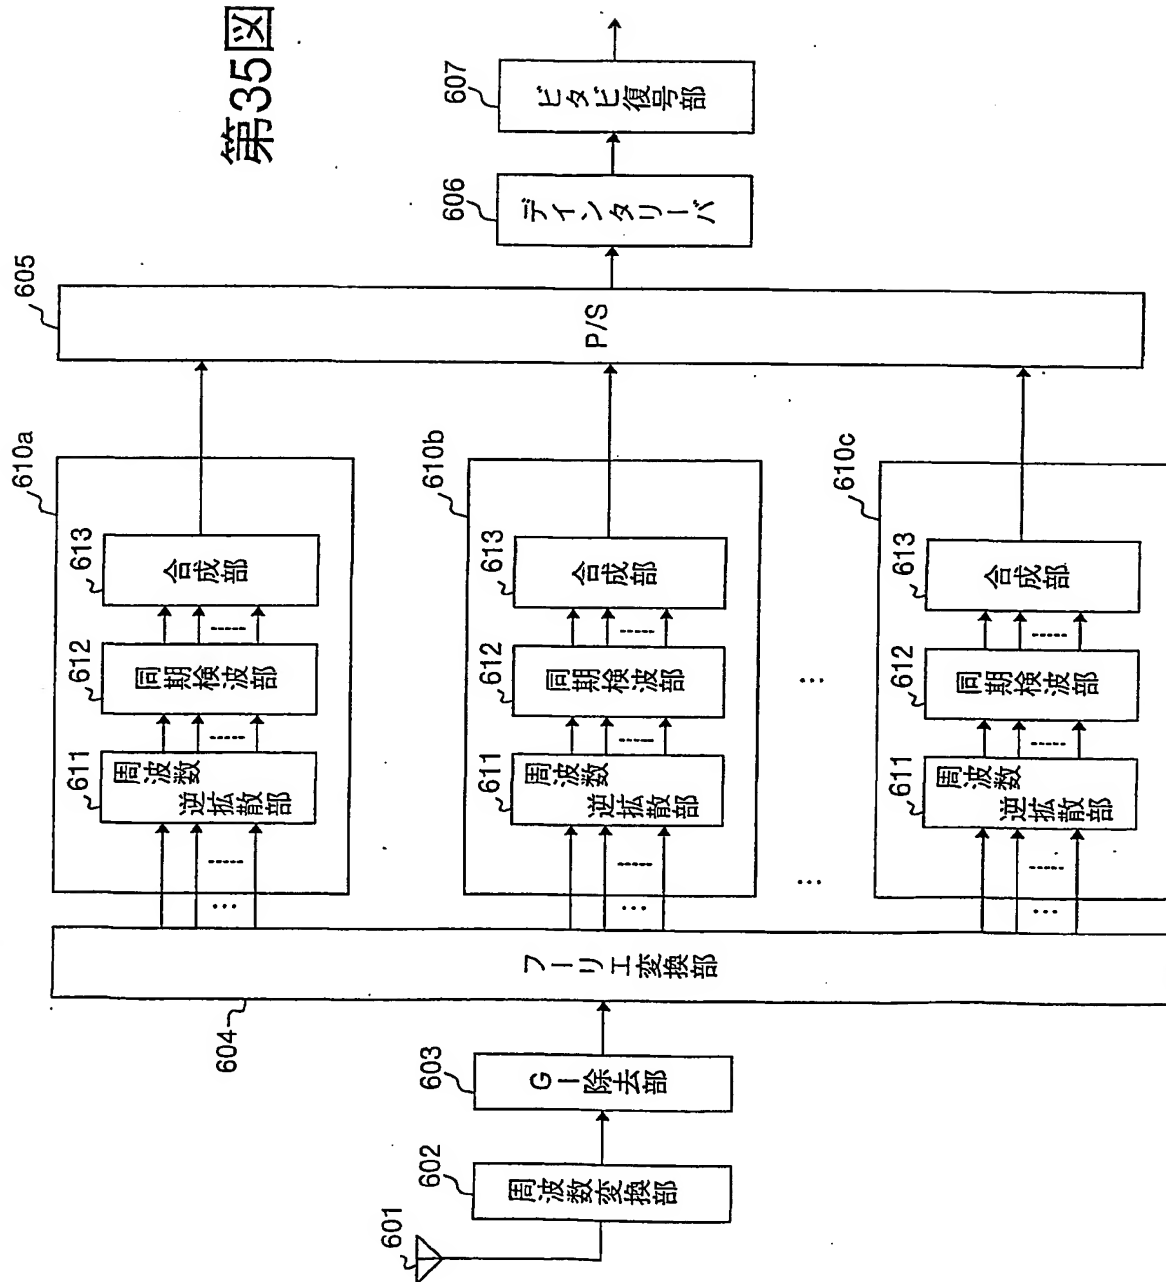 第35図
601
602
周波数変換部
603
GI除去部
604
フーリエ変換部
610a
611
周波数
逆拡散部
612
同期検波部
613
合成部
610b
611
周波数
逆拡散部
612
同期検波部
613
合成部
610c
611
周波数
逆拡散部
612
同期検波部
613
合成部
605
P/S
606
デインタリーバ
607
ビタビ復号部